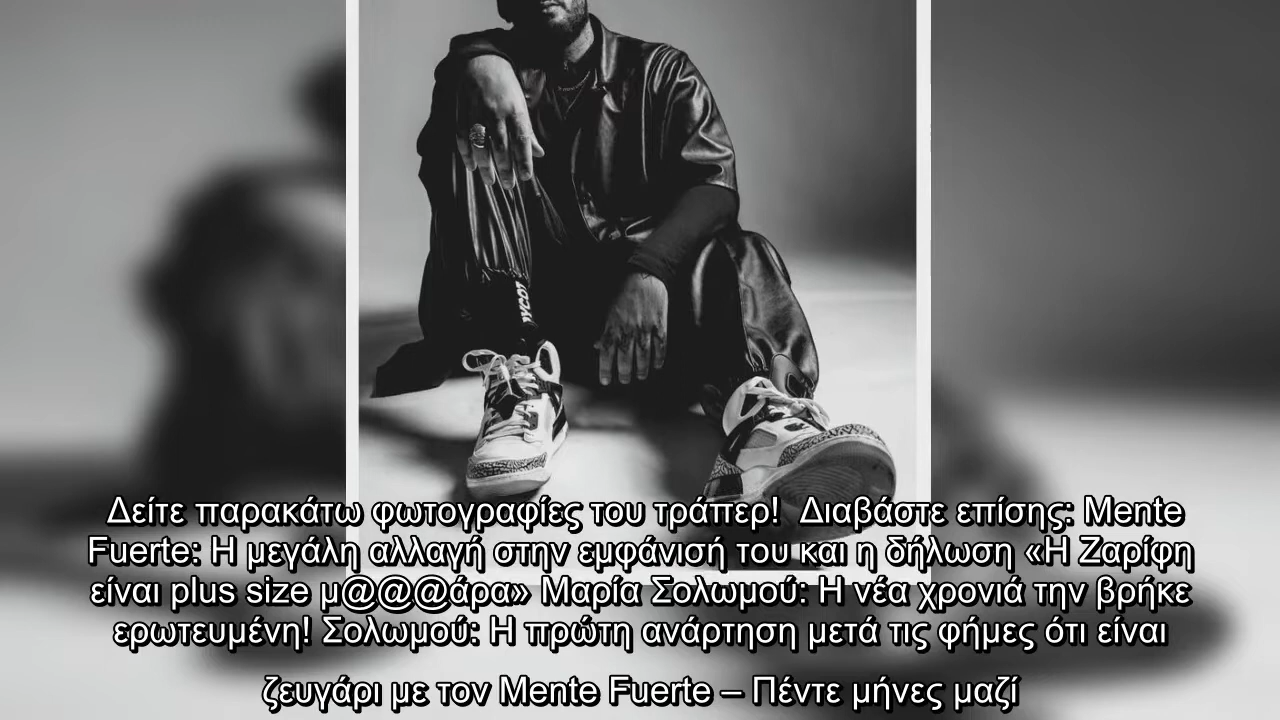 Δείτε παρακάτω φωτογραφίες του τράπερ!  Διαβάστε επίσης: Mente
Fuerte: Η μεγάλη αλλαγή στην εμφάνισή του και η δήλωση «Η Ζαρίφη
είναι plus size μ@@@άρα» Μαρία Σολωμού: Η νέα χρονιά την βρήκε
ερωτευμένη! Σολωμού: Η πρώτη ανάρτηση μετά τις φήμες ότι είναι
ζευγάρι με τον Mente Fuerte – Πέντε μήνες μαζί